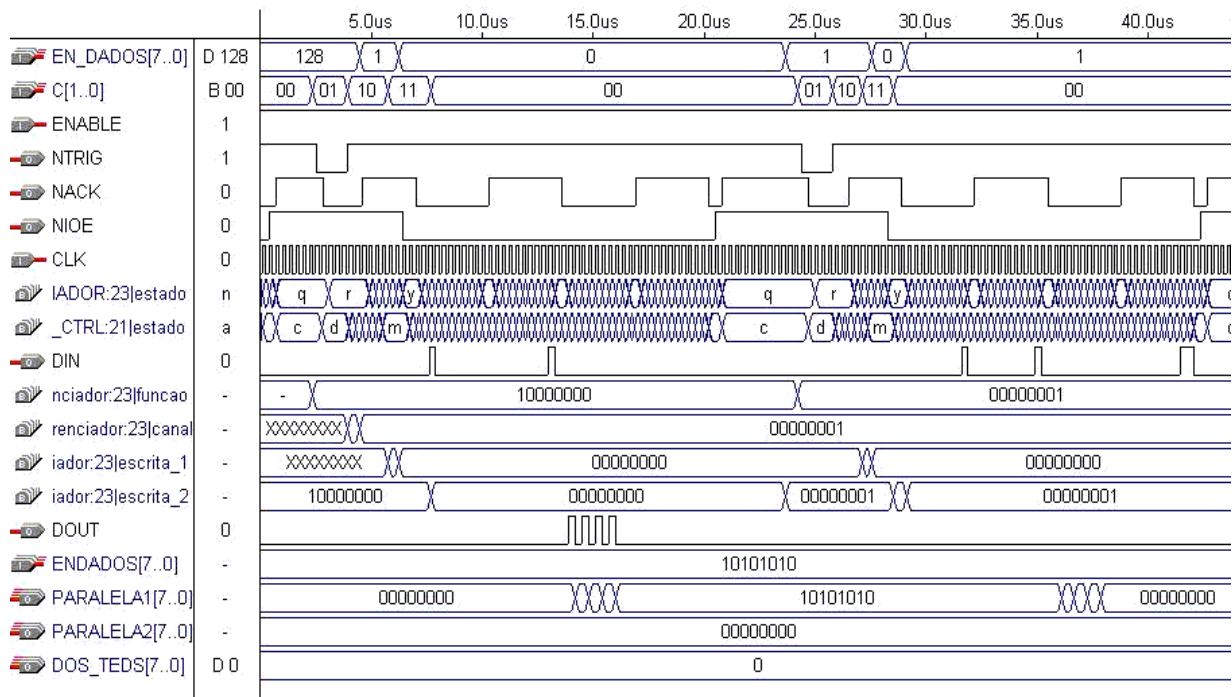 5.0us 10.0us 15.0us 20.0us 25.0us 30.0us 35.0us 40.0us
EN_DADOS[7..0] D 128 128 1 0 1 0 1
C[1..0] B 00 00 01 10 11 00 01 10 11 00
ENABLE 1
NTRIG 1
NACK 0
NIOE 0
CLK 0
IADOR:23|estado n q r y q r y
_CTRL:21|estado a c d m c d m
DIN 0
nciador:23|funcao - - 10000000 00000001
renciador:23|canal - XXXXXXXX 00000001
iador:23|escrita_1 - XXXXXXXX 00000000 00000000
iador:23|escrita_2 - 10000000 00000000 00000001 00000001
DOUT 0
ENDADOS[7..0] - 10101010
PARALELA1[7..0] - 00000000 10101010 00000000
PARALELA2[7..0] - 00000000
DOS_TEDS[7..0] D 0 0